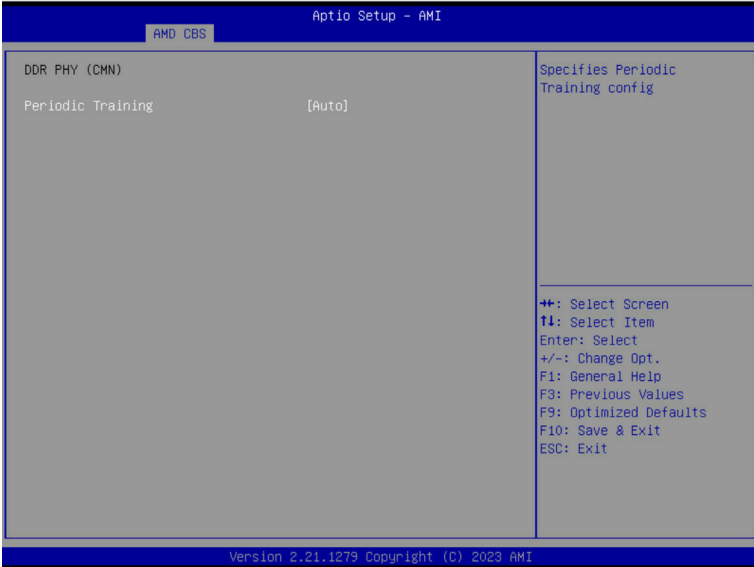 Aptio Setup – AMI
AMD CBS
DDR PHY (CMN)
Periodic Training [Auto]
Specifies Periodic
Training config
→←: Select Screen
↑↓: Select Item
Enter: Select
+/-: Change Opt.
F1: General Help
F3: Previous Values
F9: Optimized Defaults
F10: Save & Exit
ESC: Exit
Version 2.21.1279 Copyright (C) 2023 AMI